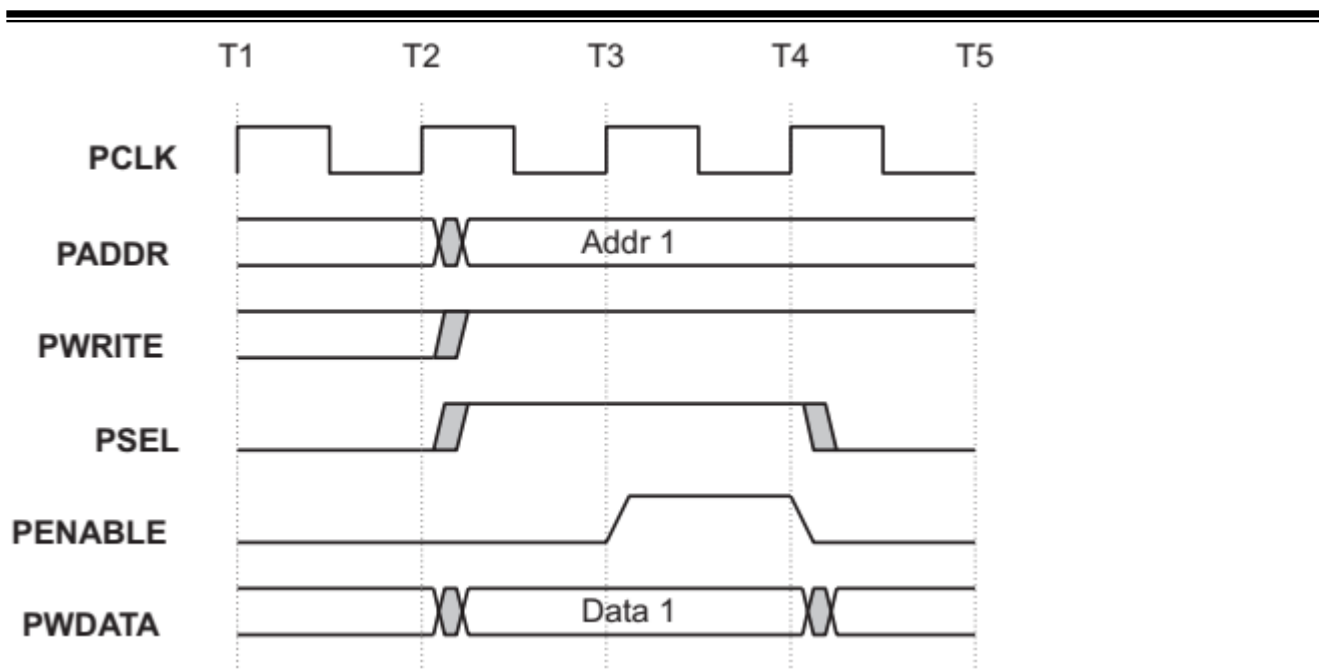 T1 T2 T3 T4 T5
PCLK
PADDR Addr 1
PWRITE
PSEL
PENABLE
PWDATA Data 1